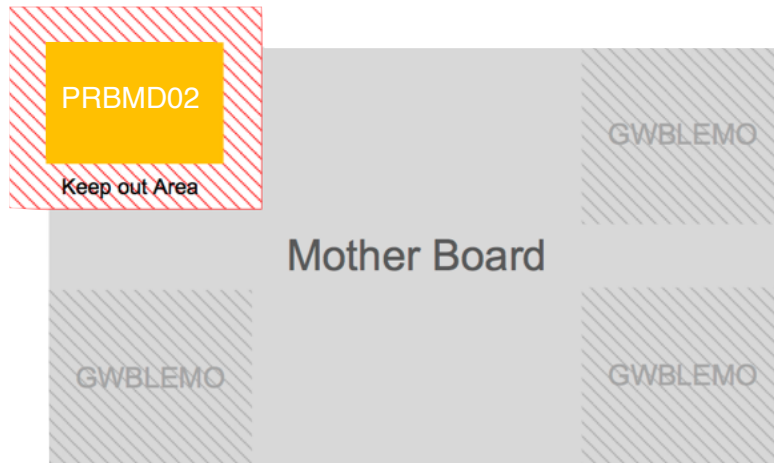 PRBMD02
Keep out Area
GWBLEMO
Mother Board
GWBLEMO
GWBLEMO